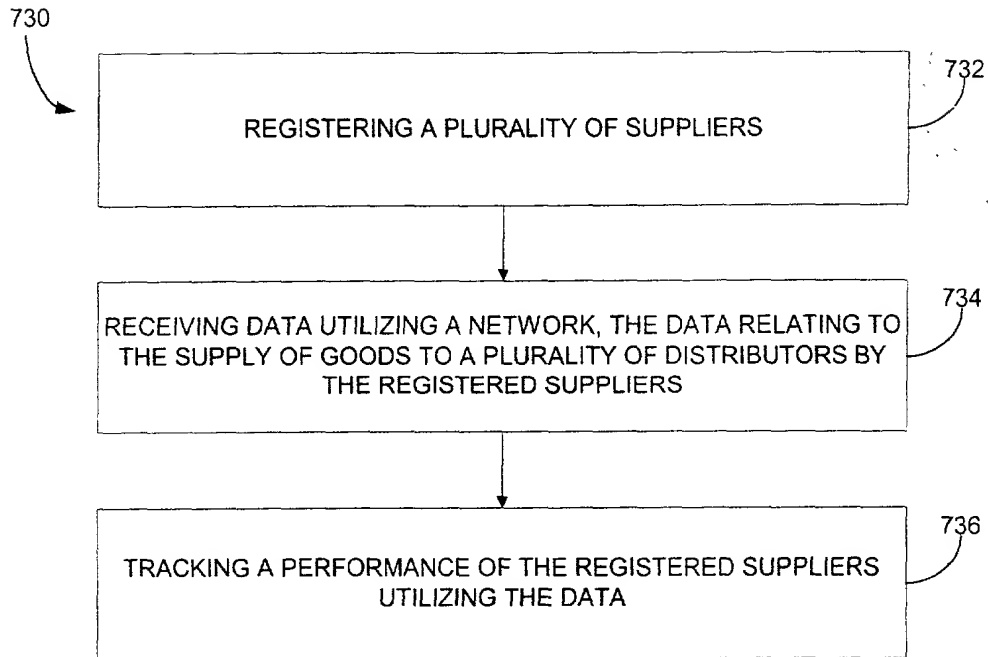 730
732
REGISTERING A PLURALITY OF SUPPLIERS
734
RECEIVING DATA UTILIZING A NETWORK, THE DATA RELATING TO
THE SUPPLY OF GOODS TO A PLURALITY OF DISTRIBUTORS BY
THE REGISTERED SUPPLIERS
736
TRACKING A PERFORMANCE OF THE REGISTERED SUPPLIERS
UTILIZING THE DATA